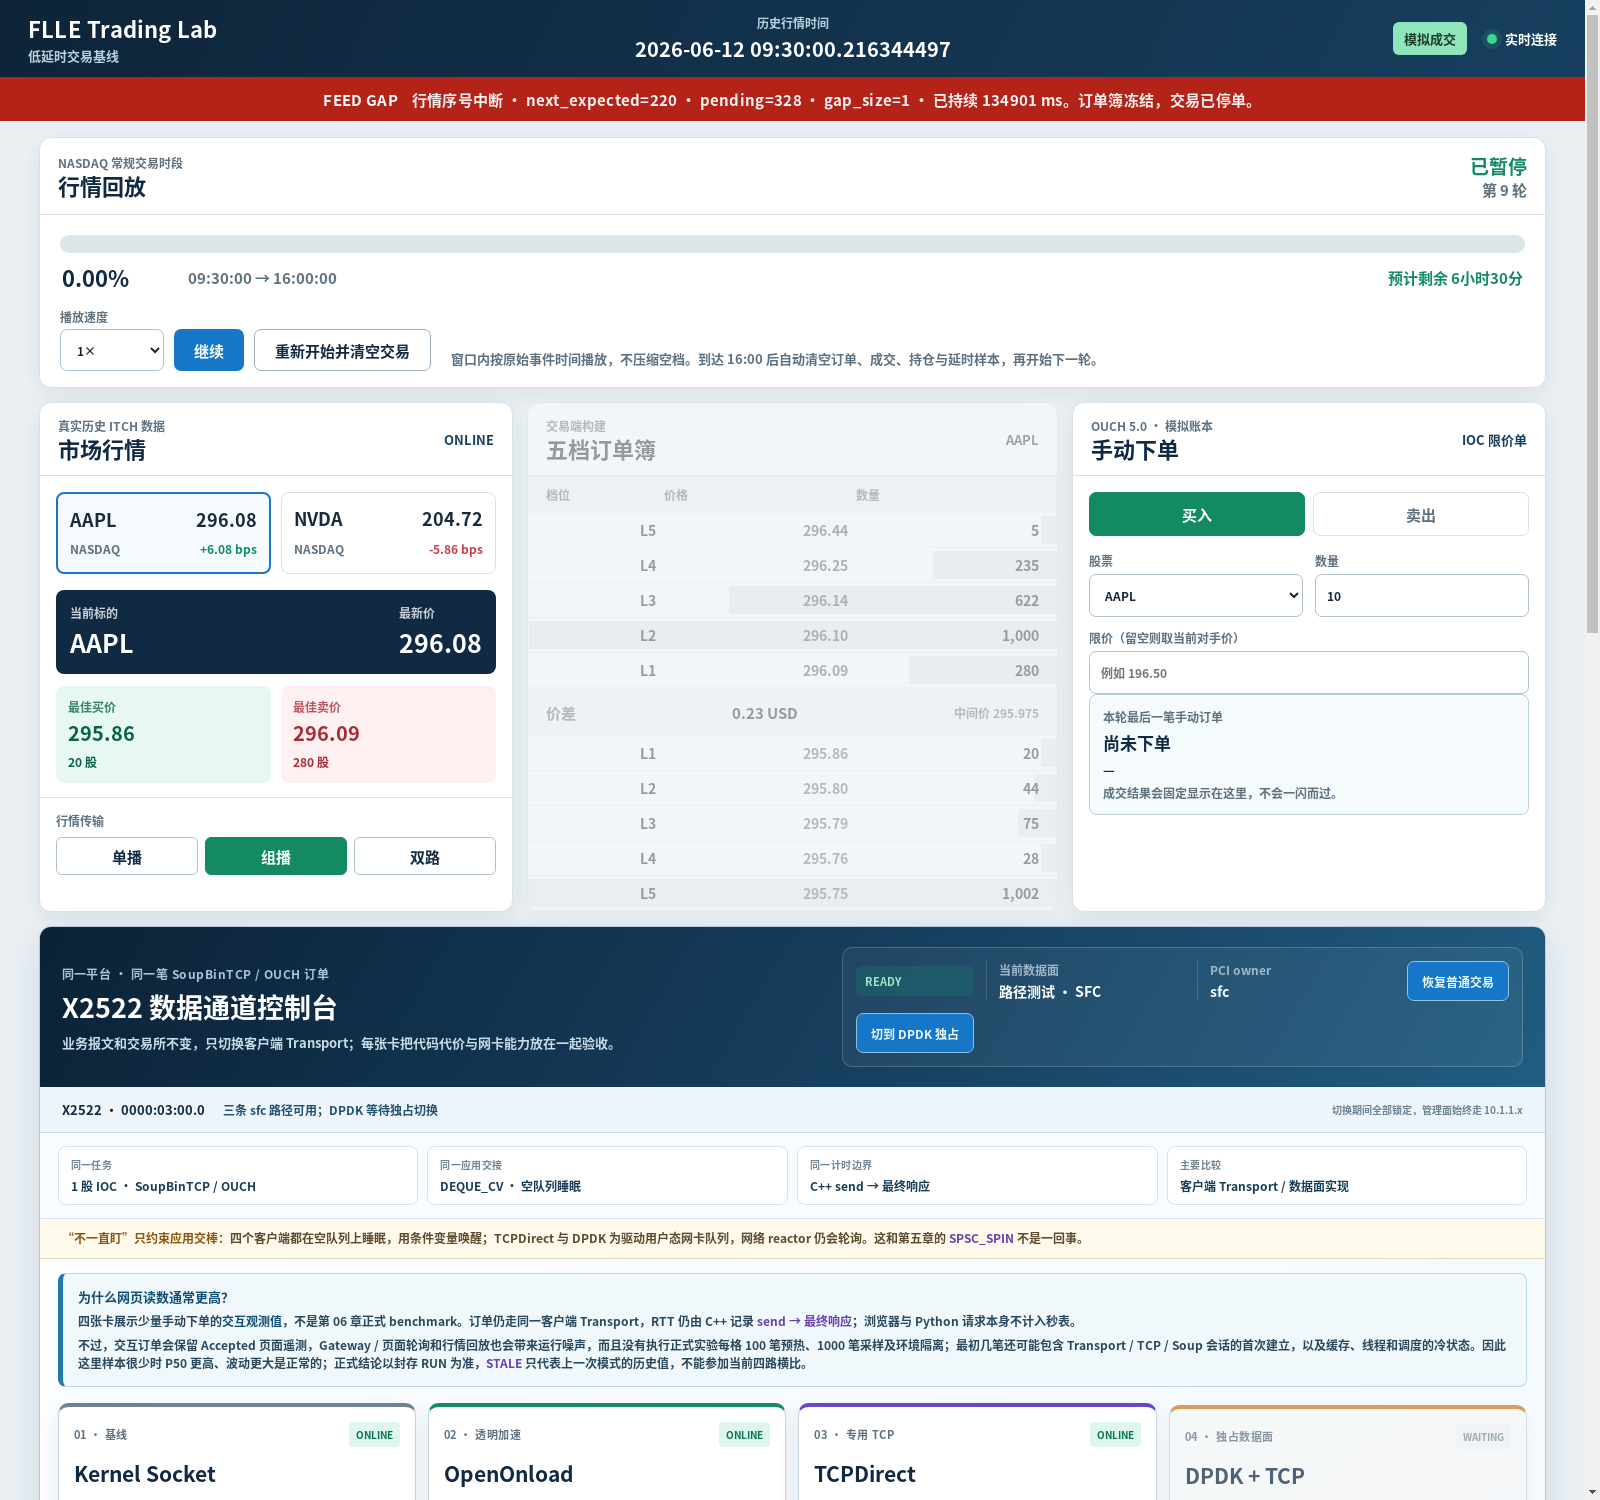 FLLE Trading Lab
低延时交易基线
历史行情时间
2026-06-12 09:30:00.216344497
模拟成交
实时连接
FEED GAP 行情序号中断 • next_expected=220 • pending=328 • gap_size=1 • 已持续 134901 ms。订单簿冻结，交易已停单。
NASDAQ 常规交易时段
行情回放
已暂停
第 9 轮
0.00%
09:30:00 → 16:00:00
预计剩余 6小时30分
播放速度
1×
继续
重新开始并清空交易
窗口内按原始事件时间播放，不压缩空档。到达 16:00 后自动清空订单、成交、持仓与延时样本，再开始下一轮。
真实历史 ITCH 数据
市场行情
ONLINE
AAPL 296.08
NASDAQ +6.08 bps
NVDA 204.72
NASDAQ -5.86 bps
当前标的 最新价
AAPL 296.08
最佳买价
295.86
20 股
最佳卖价
296.09
280 股
行情传输
单播
组播
双路
交易端构建
五档订单簿
AAPL
档位 价格 数量
L5 296.44 5
L4 296.25 235
L3 296.14 622
L2 296.10 1,000
L1 296.09 280
价差 0.23 USD 中间价 295.975
L1 295.86 20
L2 295.80 44
L3 295.79 75
L4 295.76 28
L5 295.75 1,002
OUCH 5.0 • 模拟账本
手动下单
IOC 限价单
买入
卖出
股票
AAPL
数量
10
限价（留空则取当前对手价）
例如 196.50
本轮最后一笔手动订单
尚未下单
—
成交结果会固定显示在这里，不会一闪而过。
同一平台 • 同一笔 SoupBinTCP / OUCH 订单
X2522 数据通道控制台
业务报文和交易所不变，只切换客户端 Transport；每张卡把代码代价与网卡能力放在一起验收。
READY
当前数据面
路径测试 • SFC
PCI owner
sfc
恢复普通交易
切到 DPDK 独占
X2522 • 0000:03:00.0 三条 sfc 路径可用；DPDK 等待独占切换
切换期间全部锁定，管理面始终走 10.1.1.x
同一任务
1 股 IOC • SoupBinTCP / OUCH
同一应用交接
DEQUE_CV • 空队列睡眠
同一计时边界
C++ send → 最终响应
主要比较
客户端 Transport / 数据面实现
“不一直盯”只约束应用交棒：四个客户端都在空队列上睡眠，用条件变量唤醒；TCPDirect 与 DPDK 为驱动用户态网卡队列，网络 reactor 仍会轮询。这和第五章的 SPSC_SPIN 不是一回事。
为什么网页读数通常更高？
四张卡展示少量手动下单的交互观测值，不是第 06 章正式 benchmark。订单仍走同一客户端 Transport，RTT 仍由 C++ 记录 send → 最终响应；浏览器与 Python 请求本身不计入秒表。
不过，交互订单会保留 Accepted 页面遥测，Gateway / 页面轮询和行情回放也会带来运行噪声，而且没有执行正式实验每格 100 笔预热、1000 笔采样及环境隔离；最初几笔还可能包含 Transport / TCP / Soup 会话的首次建立，以及缓存、线程和调度的冷状态。因此
这里样本很少时 P50 更高、波动更大是正常的；正式结论以封存 RUN 为准，STALE 只代表上一次模式的历史值，不能参加当前四路横比。
01 • 基线
ONLINE
Kernel Socket
02 • 透明加速
ONLINE
OpenOnload
03 • 专用 TCP
ONLINE
TCPDirect
04 • 独占数据面
WAITING
DPDK + TCP